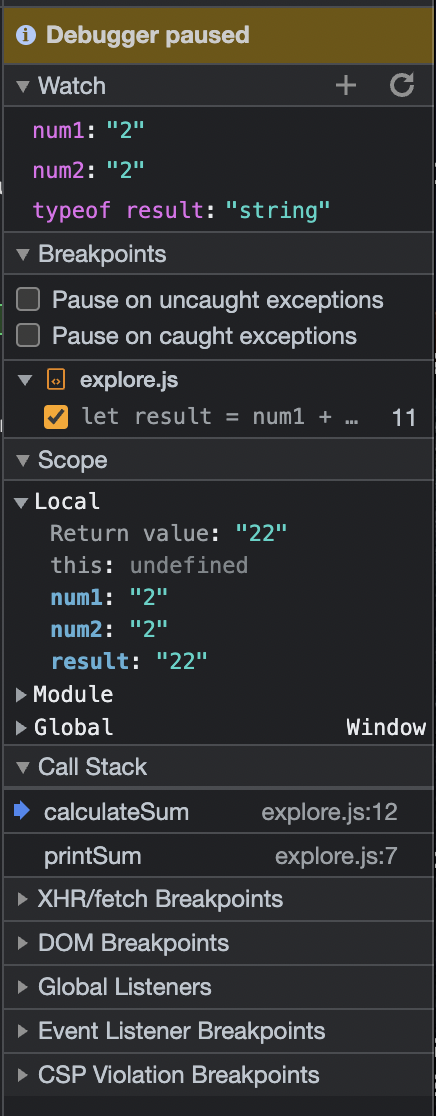 Debugger paused
Watch
num1: "2"
num2: "2"
typeof result: "string"
Breakpoints
Pause on uncaught exceptions
Pause on caught exceptions
explore.js
let result = num1 + … 11
Scope
Local
Return value: "22"
this: undefined
num1: "2"
num2: "2"
result: "22"
Module
Global Window
Call Stack
calculateSum explore.js:12
printSum explore.js:7
XHR/fetch Breakpoints
DOM Breakpoints
Global Listeners
Event Listener Breakpoints
CSP Violation Breakpoints